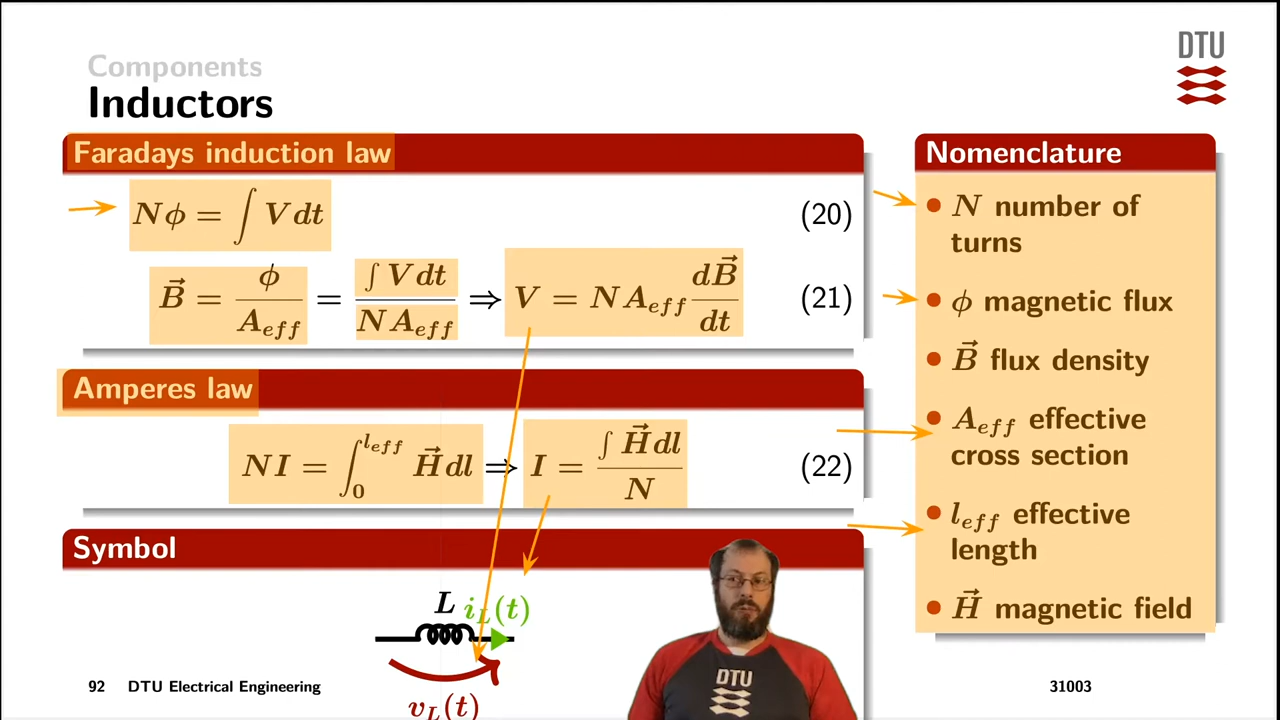 DTU
Components
Inductors
Faradays induction law
Nϕ = ∫ V dt (20)
B⃗ = ϕ / A_eff = ∫ V dt / N A_eff ⇒ V = N A_eff dB⃗ / dt (21)
Amperes law
NI = ∫₀^{l_eff} H⃗ dl ⇒ I = ∫ H⃗ dl / N (22)
Symbol
L i_L(t)
v_L(t)
DTU
Nomenclature
• N number of
turns
• ϕ magnetic flux
• B⃗ flux density
• A_eff effective
cross section
• l_eff effective
length
• H⃗ magnetic field
92 DTU Electrical Engineering 31003